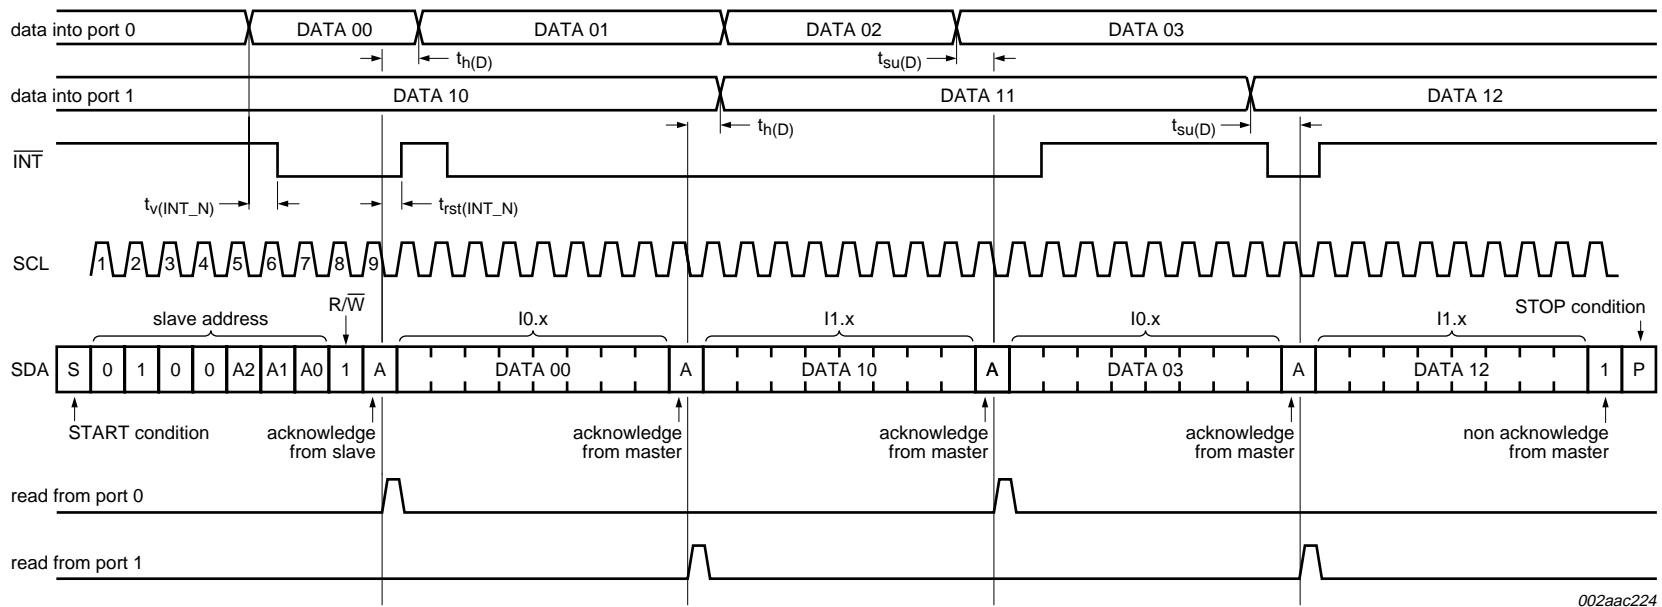 data into port 0 DATA 00 DATA 01 DATA 02 DATA 03
th(D) tsu(D)
data into port 1 DATA 10 DATA 11 DATA 12
th(D) tsu(D)
INT
tv(INT_N) trst(INT_N)
SCL 1 2 3 4 5 6 7 8 9
R/W STOP condition
slave address I0.x I1.x I0.x I1.x
SDA S 0 1 0 0 A2 A1 A0 1 A DATA 00 A DATA 10 A DATA 03 A DATA 12 1 P
START condition acknowledge acknowledge acknowledge acknowledge non acknowledge
from slave from master from master from master from master
read from port 0
read from port 1
002aac224